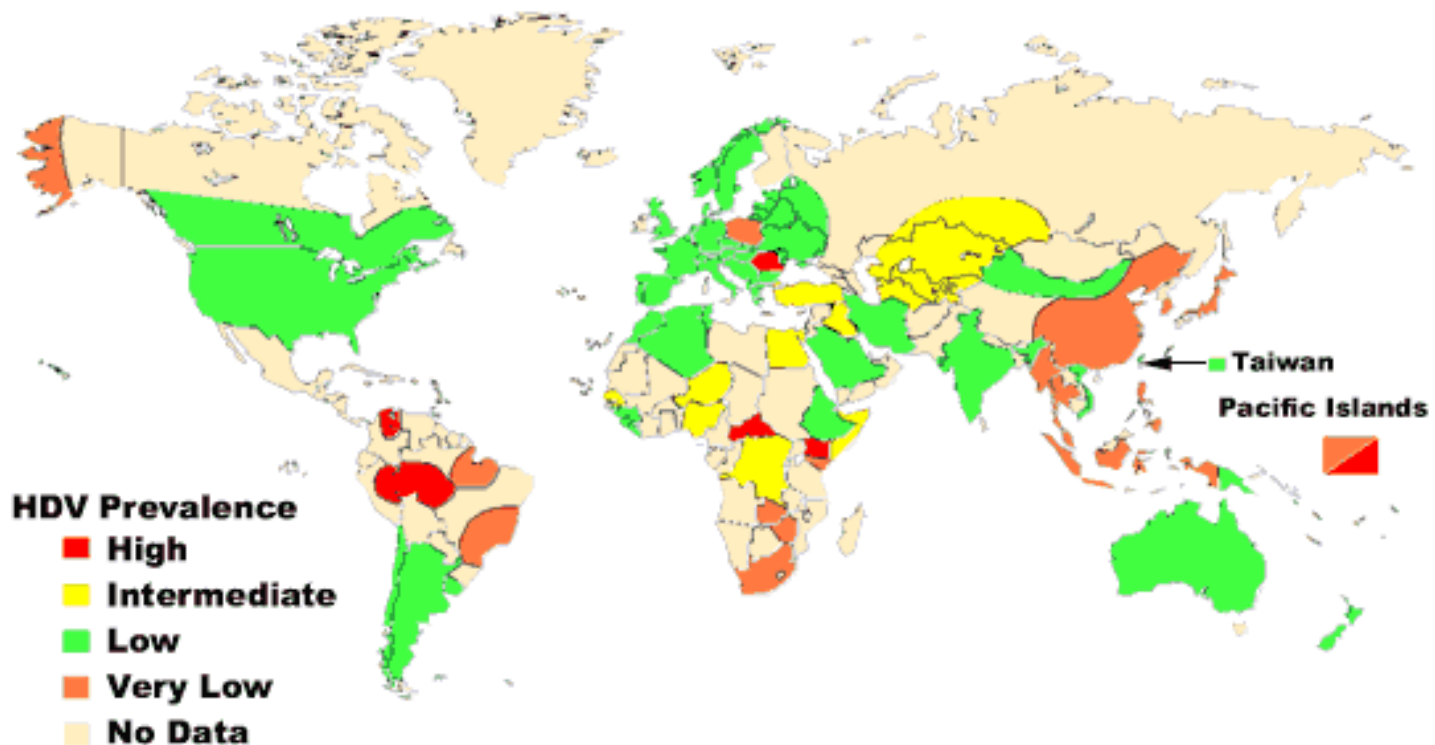 Taiwan
Pacific Islands
HDV Prevalence
High
Intermediate
Low
Very Low
No Data